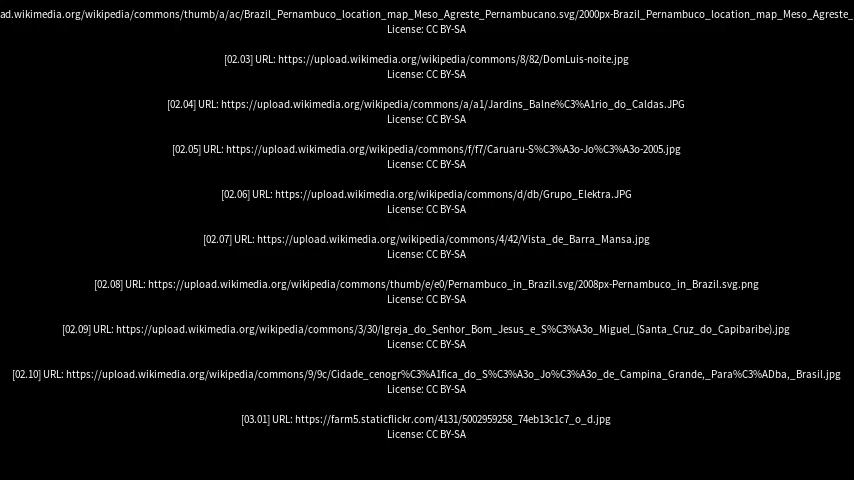 ad.wikimedia.org/wikipedia/commons/thumb/a/ac/Brazil_Pernambuco_location_map_Meso_Agreste_Pernambucano.svg/2000px-Brazil_Pernambuco_location_map_Meso_Agreste_
License: CC BY-SA
[02.03] URL: https://upload.wikimedia.org/wikipedia/commons/8/82/DomLuis-noite.jpg
License: CC BY-SA
[02.04] URL: https://upload.wikimedia.org/wikipedia/commons/a/a1/Jardins_Balne%C3%A1rio_do_Caldas.JPG
License: CC BY-SA
[02.05] URL: https://upload.wikimedia.org/wikipedia/commons/f/f7/Caruaru-S%C3%A3o-Jo%C3%A3o-2005.jpg
License: CC BY-SA
[02.06] URL: https://upload.wikimedia.org/wikipedia/commons/d/db/Grupo_Elektra.JPG
License: CC BY-SA
[02.07] URL: https://upload.wikimedia.org/wikipedia/commons/4/42/Vista_de_Barra_Mansa.jpg
License: CC BY-SA
[02.08] URL: https://upload.wikimedia.org/wikipedia/commons/thumb/e/e0/Pernambuco_in_Brazil.svg/2008px-Pernambuco_in_Brazil.svg.png
License: CC BY-SA
[02.09] URL: https://upload.wikimedia.org/wikipedia/commons/3/30/Igreja_do_Senhor_Bom_Jesus_e_S%C3%A3o_Miguel_(Santa_Cruz_do_Capibaribe).jpg
License: CC BY-SA
[02.10] URL: https://upload.wikimedia.org/wikipedia/commons/9/9c/Cidade_cenogr%C3%A1fica_do_S%C3%A3o_Jo%C3%A3o_de_Campina_Grande,_Para%C3%ADba,_Brasil.jpg
License: CC BY-SA
[03.01] URL: https://farm5.staticflickr.com/4131/5002959258_74eb13c1c7_o_d.jpg
License: CC BY-SA